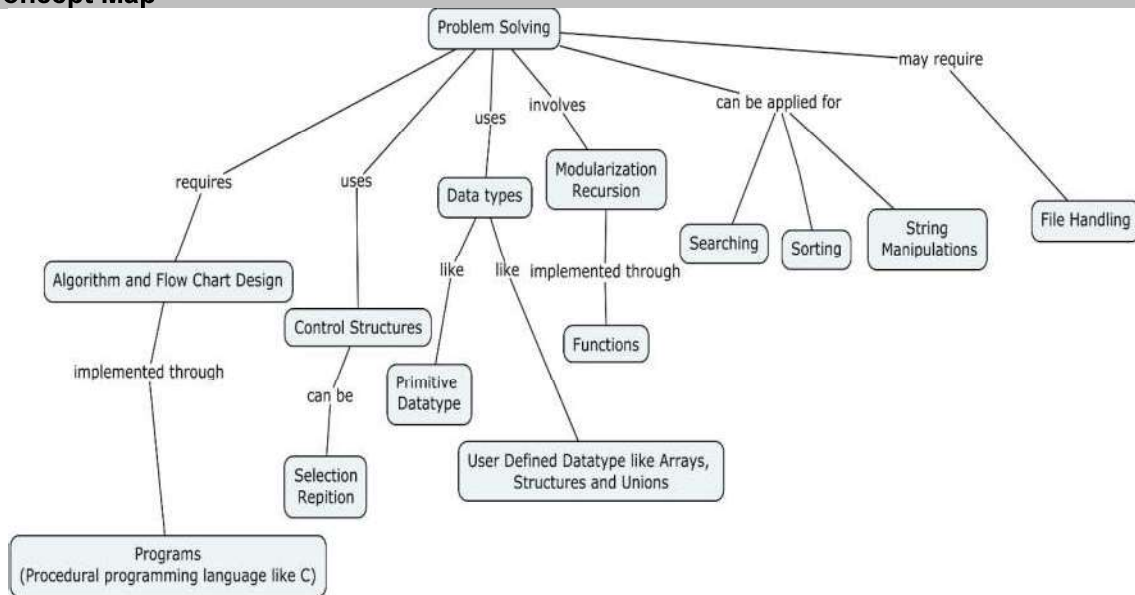 oncept Map
Problem Solving
may require
can be applied for
involves
uses
requires
uses
Data types
Modularization
Recursion
Searching
Sorting
String
Manipulations
File Handling
Algorithm and Flow Chart Design
like
like
implemented through
Control Structures
Functions
implemented through
can be
Primitive
Datatype
User Defined Datatype like Arrays,
Structures and Unions
Selection
Repition
Programs
(Procedural programming language like C)